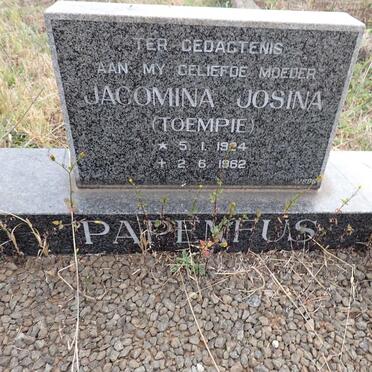 TER GEDAGTENIS
AAN MY GELIEFDE MOEDER
JACOMINA JOSINA
(TOEMPIE)
* 5.1.1924
+ 2.6.1962
PAPENFUS